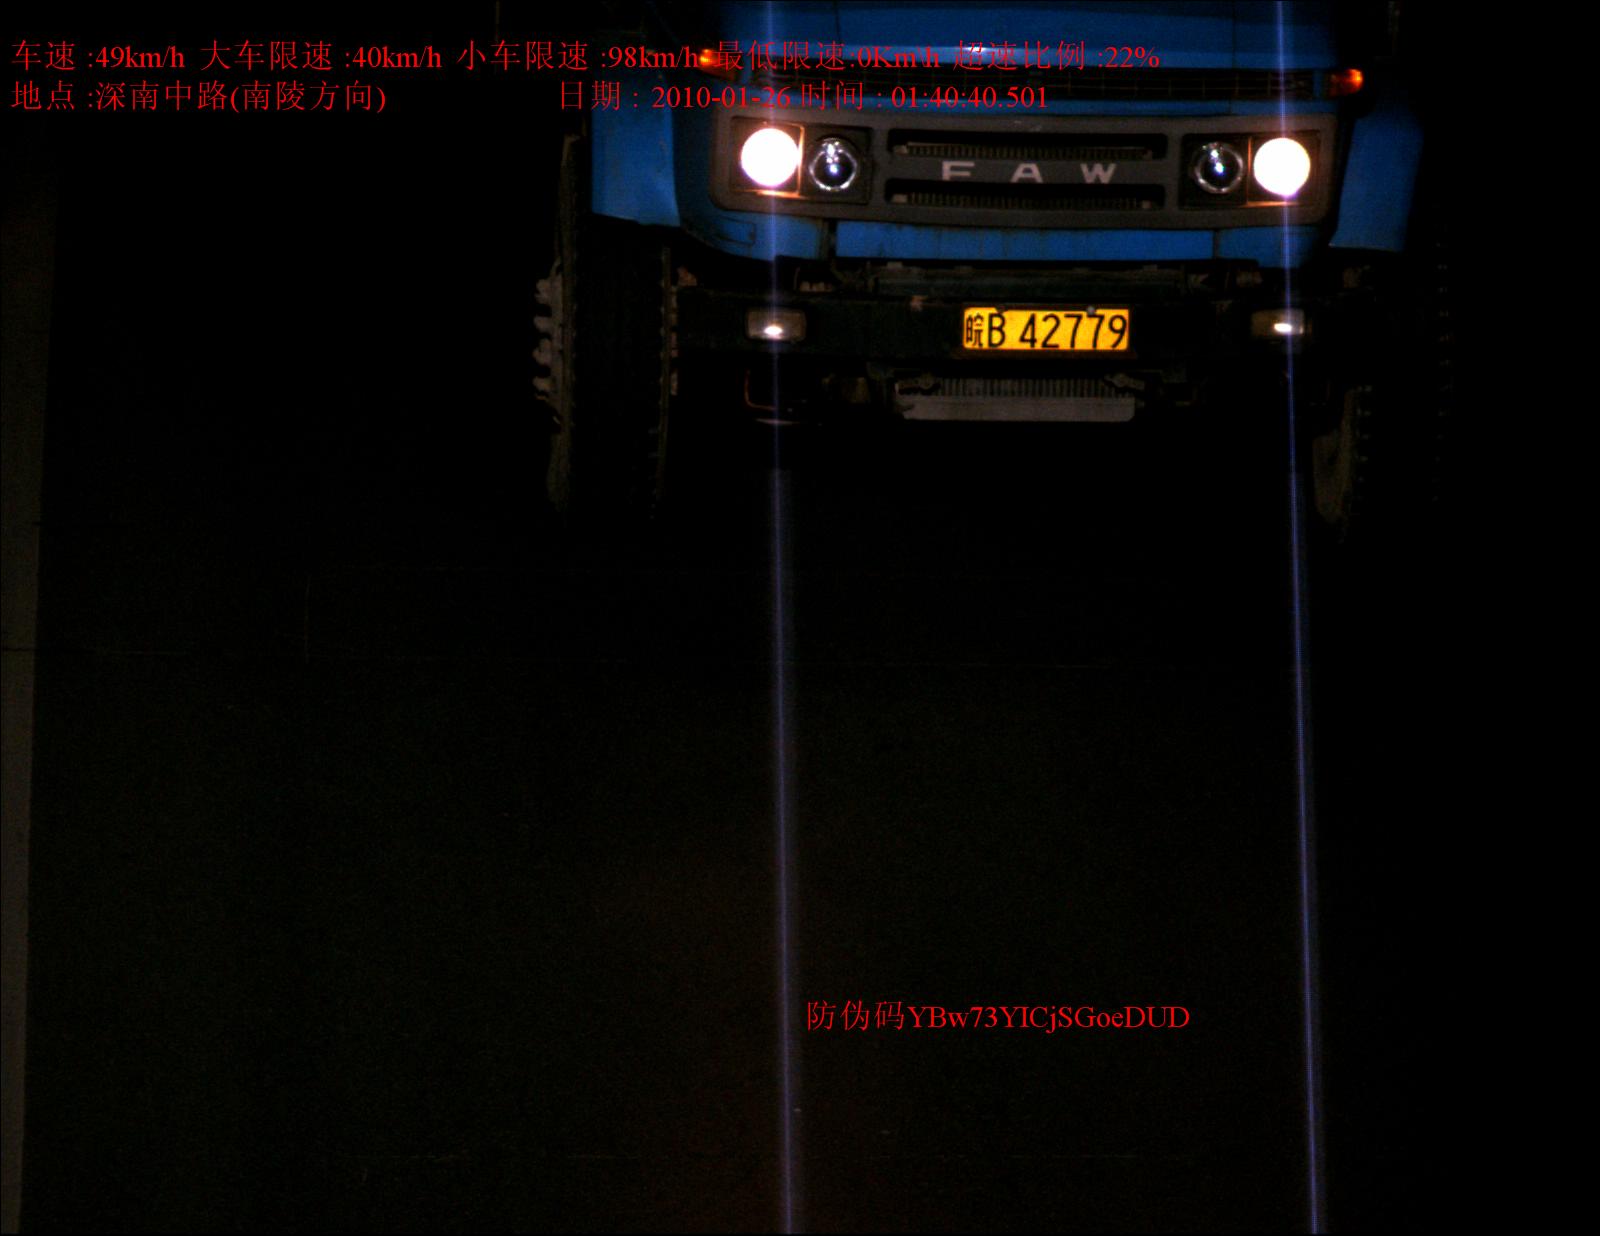 车速 :49km/h 大车限速 :40km/h 小车限速 :98km/h 最低限速:0Km\h 超速比例 :22%
地点 :深南中路(南陵方向) 日期 : 2010-01-26 时间 : 01:40:40.501
F A W
皖B 42779
防伪码YBw73YICjSGoeDUD